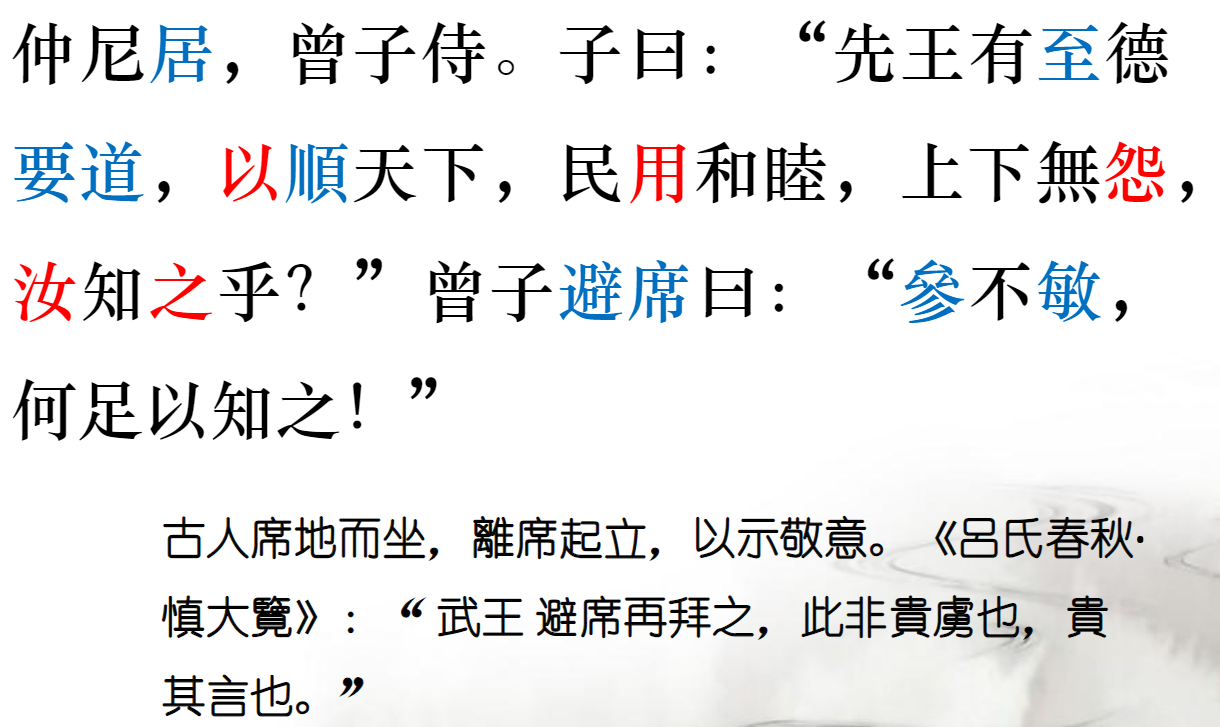 仲尼居，曾子侍。子曰：“先王有至德
要道，以順天下，民用和睦，上下無怨，
汝知之乎？”曾子避席曰：“參不敏，
何足以知之！”
古人席地而坐，離席起立，以示敬意。《呂氏春秋·
慎大覽》：“武王 避席再拜之，此非貴虜也，貴
其言也。”